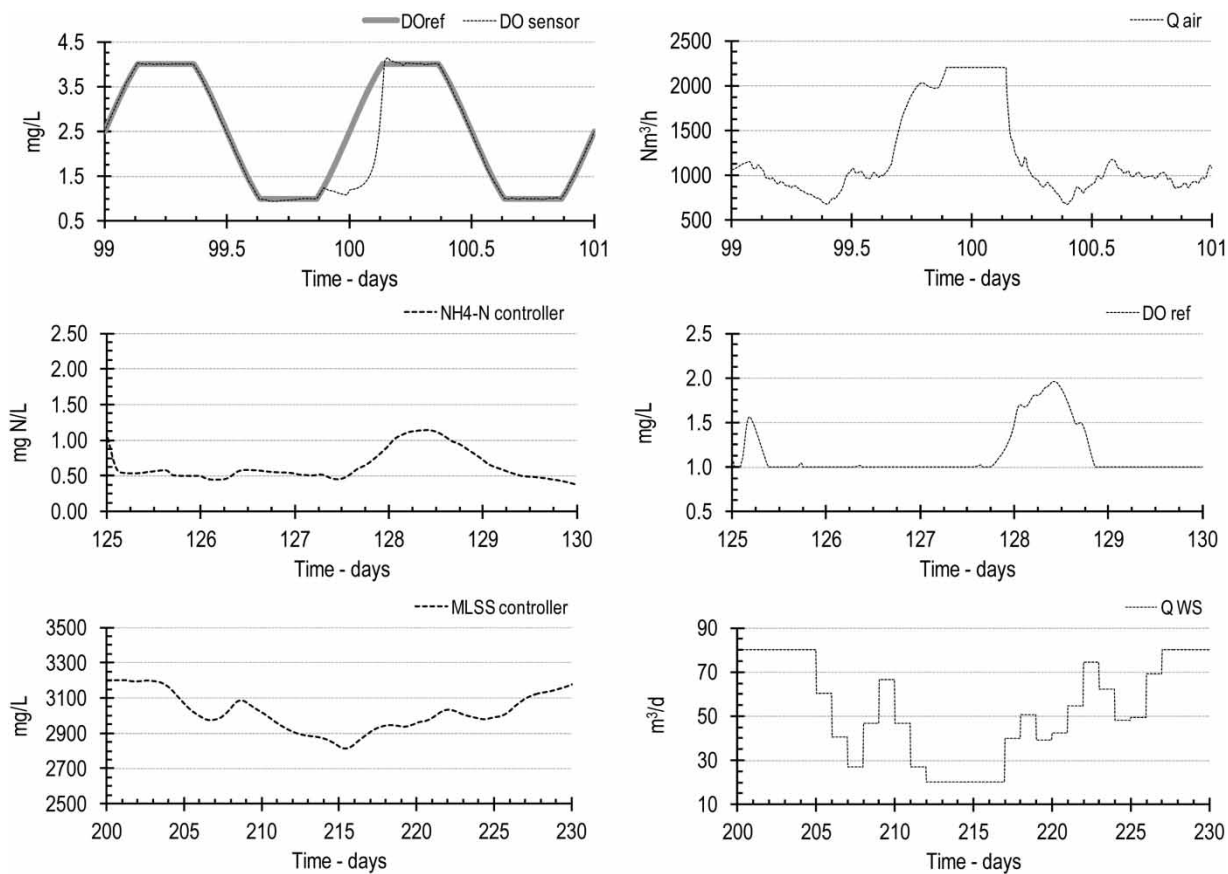 DOref DO sensor
4.5
3.5
2.5
1.5
0.5
mg/L
99 99.5 100 100.5 101
Time - days
Q air
2500
2000
1500
1000
500
Nm³/h
99 99.5 100 100.5 101
Time - days
NH4-N controller
2.50
2.00
1.50
1.00
0.50
0.00
mg N/L
125 126 127 128 129 130
Time - days
DO ref
2.5
2.0
1.5
1.0
0.5
mg/L
125 126 127 128 129 130
Time - days
MLSS controller
3500
3300
3100
2900
2700
2500
mg/L
200 205 210 215 220 225 230
Time - days
Q WS
90
70
50
30
10
m³/d
200 205 210 215 220 225 230
Time - days